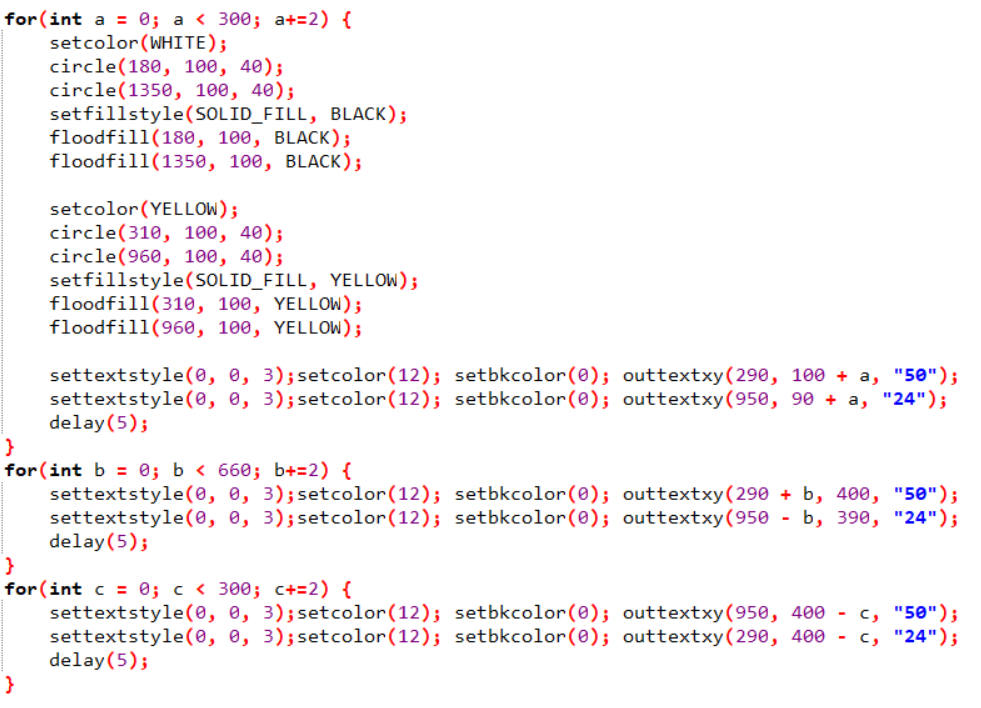 for(int a = 0; a < 300; a+=2) {
    setcolor(WHITE);
    circle(180, 100, 40);
    circle(1350, 100, 40);
    setfillstyle(SOLID_FILL, BLACK);
    floodfill(180, 100, BLACK);
    floodfill(1350, 100, BLACK);

    setcolor(YELLOW);
    circle(310, 100, 40);
    circle(960, 100, 40);
    setfillstyle(SOLID_FILL, YELLOW);
    floodfill(310, 100, YELLOW);
    floodfill(960, 100, YELLOW);

    settextstyle(0, 0, 3);setcolor(12); setbkcolor(0); outtextxy(290, 100 + a, "50");
    settextstyle(0, 0, 3);setcolor(12); setbkcolor(0); outtextxy(950, 90 + a, "24");
    delay(5);
}
for(int b = 0; b < 660; b+=2) {
    settextstyle(0, 0, 3);setcolor(12); setbkcolor(0); outtextxy(290 + b, 400, "50");
    settextstyle(0, 0, 3);setcolor(12); setbkcolor(0); outtextxy(950 - b, 390, "24");
    delay(5);
}
for(int c = 0; c < 300; c+=2) {
    settextstyle(0, 0, 3);setcolor(12); setbkcolor(0); outtextxy(950, 400 - c, "50");
    settextstyle(0, 0, 3);setcolor(12); setbkcolor(0); outtextxy(290, 400 - c, "24");
    delay(5);
}